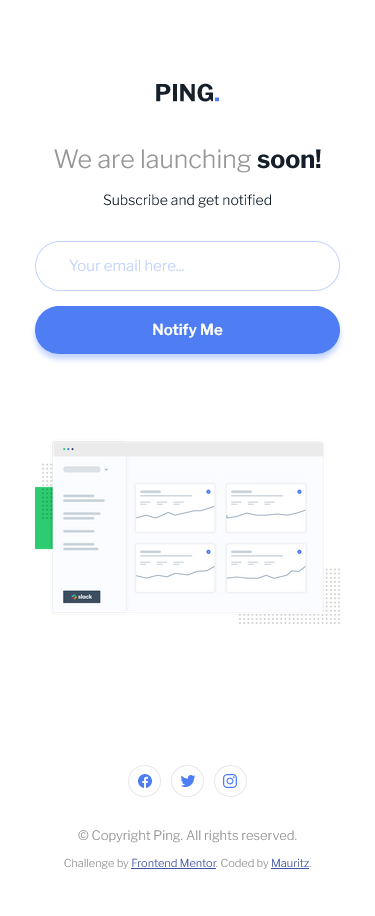 PING.
We are launching soon!
Subscribe and get notified
Your email here...
Notify Me
slack
© Copyright Ping. All rights reserved.
Challenge by Frontend Mentor. Coded by Mauritz.